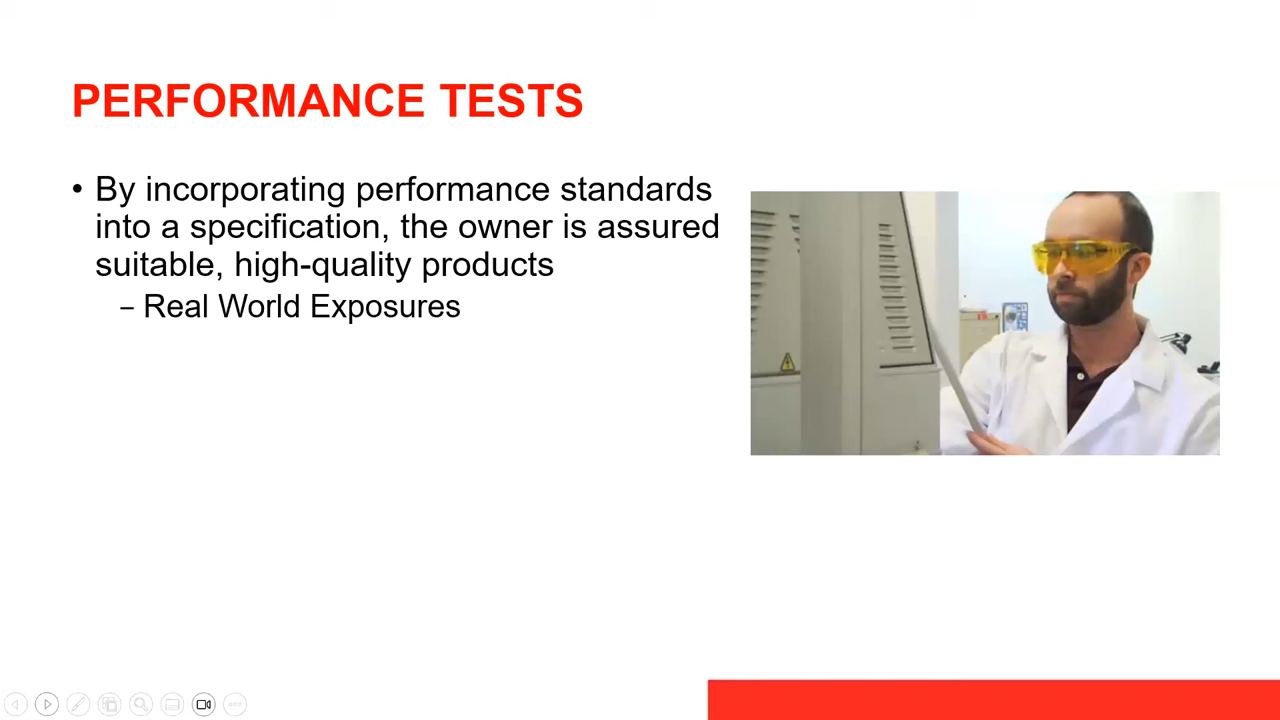 PERFORMANCE TESTS
• By incorporating performance standards
into a specification, the owner is assured
suitable, high-quality products
– Real World Exposures